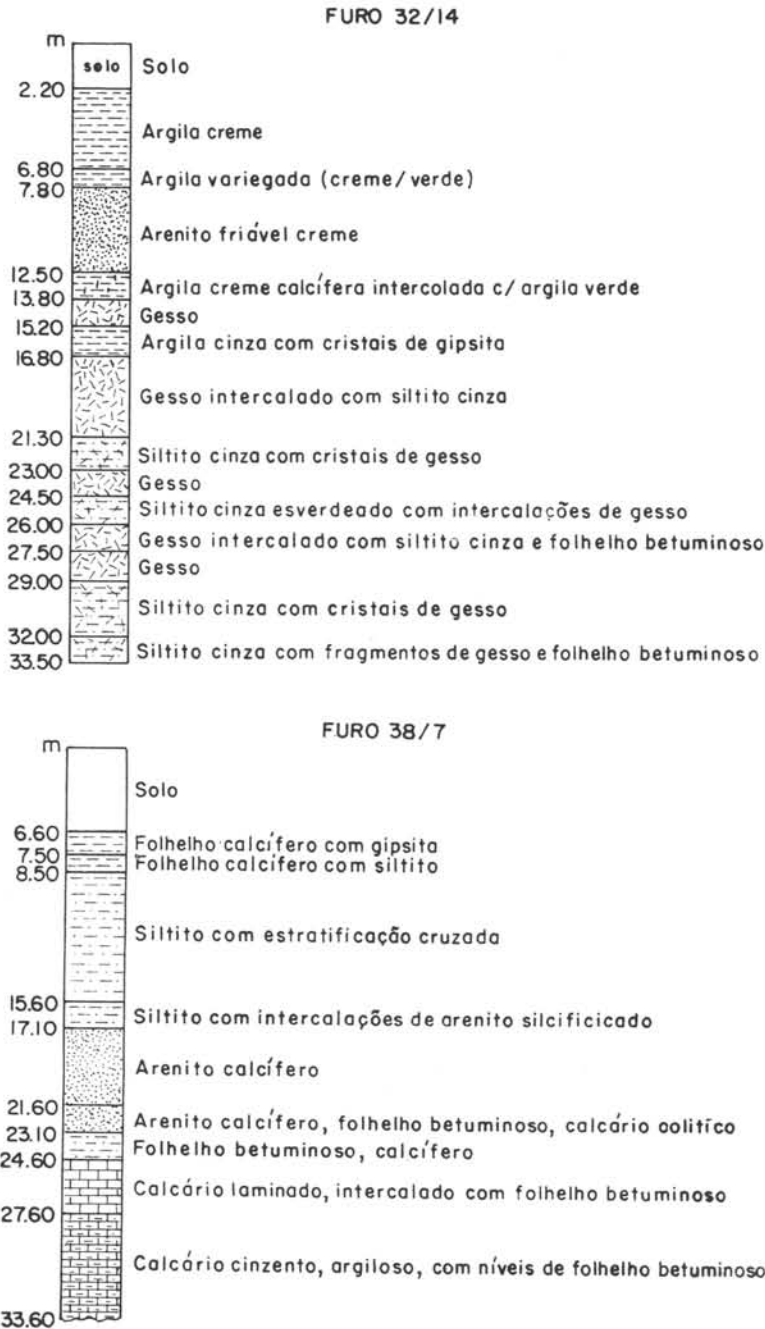 FURO 32/14
m
solo Solo
2.20
Argila creme
6.80
Argila variegada (creme/verde)
7.80
Arenito friável creme
12.50
Argila creme calcífera intercolada c/ argila verde
13.80
Gesso
15.20
Argila cinza com cristais de gipsita
16.80
Gesso intercalado com siltito cinza
21.30
Siltito cinza com cristais de gesso
23.00
Gesso
24.50
Siltito cinza esverdeado com intercalações de gesso
26.00
Gesso intercalado com siltito cinza e folhelho betuminoso
27.50
Gesso
29.00
Siltito cinza com cristais de gesso
32.00
Siltito cinza com fragmentos de gesso e folhelho betuminoso
33.50
FURO 38/7
m
Solo
6.60
Folhelho calcífero com gipsita
7.50
Folhelho calcífero com siltito
8.50
Siltito com estratificação cruzada
15.60
Siltito com intercalações de arenito silcificicado
17.10
Arenito calcífero
21.60
Arenito calcífero, folhelho betuminoso, calcário oolitíco
23.10
Folhelho betuminoso, calcífero
24.60
Calcário laminado, intercalado com folhelho betuminoso
27.60
Calcário cinzento, argiloso, com níveis de folhelho betuminoso
33.60